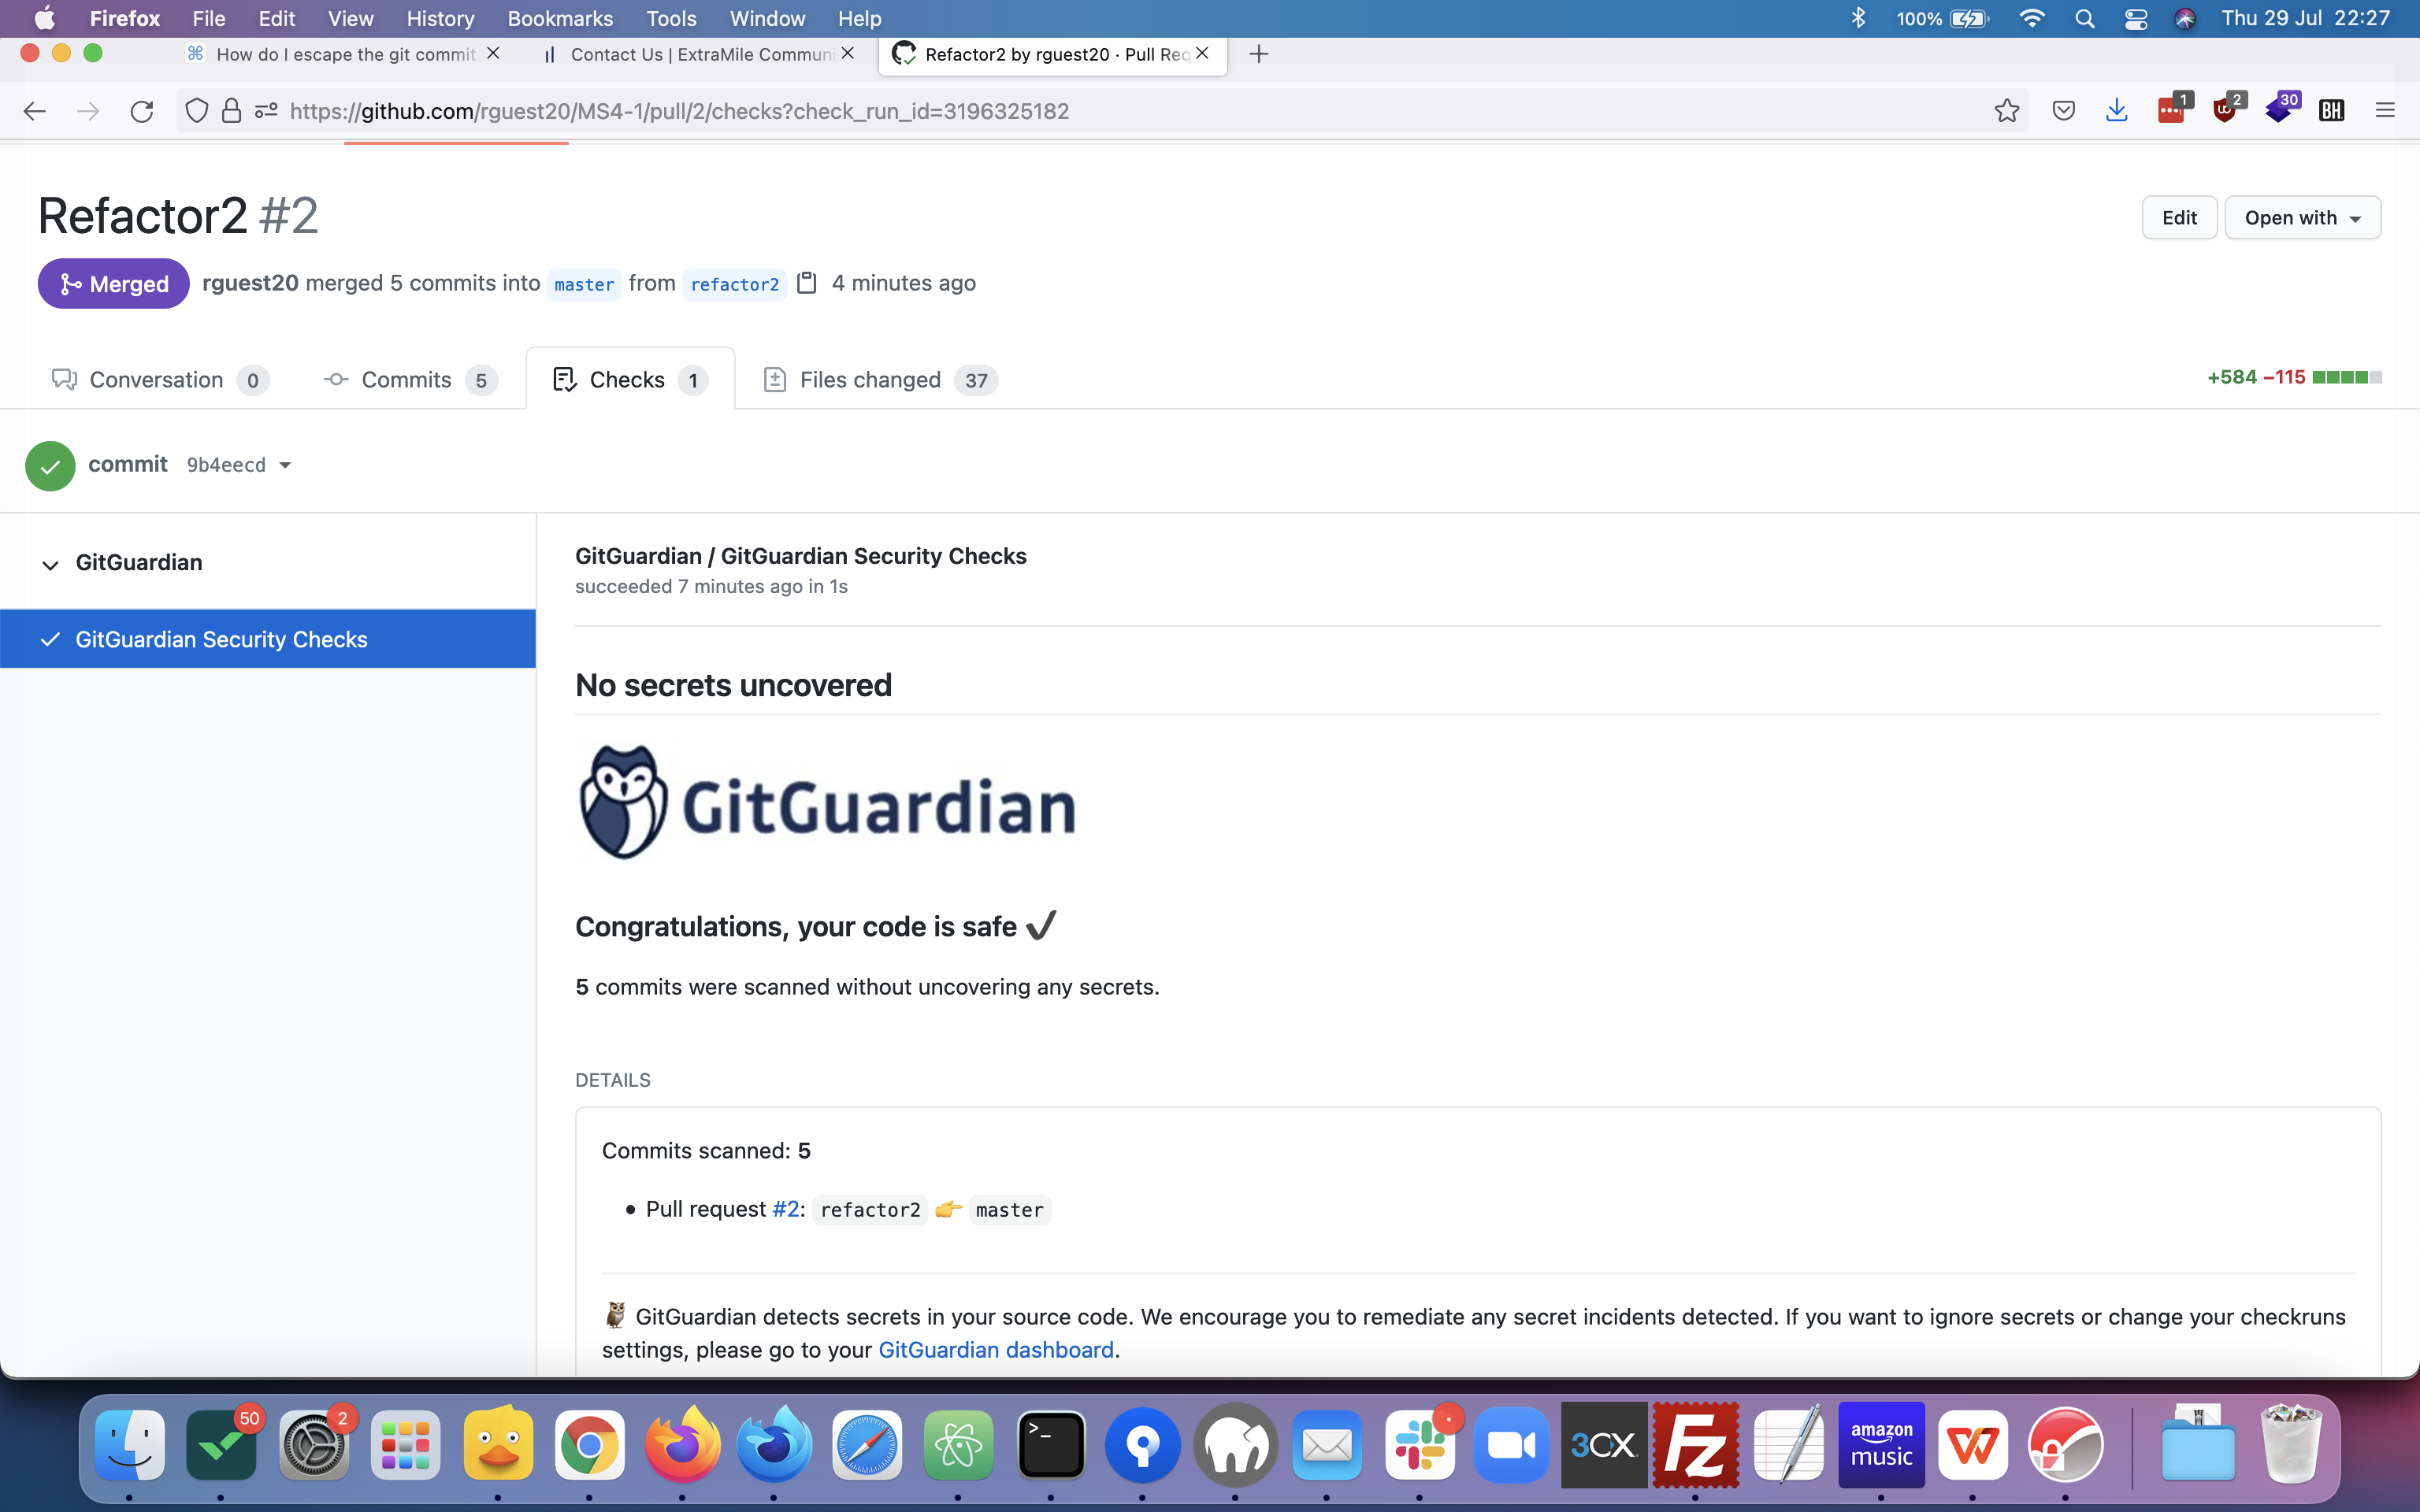 Firefox File Edit View History Bookmarks Tools Window Help 100% Thu 29 Jul 22:27
How do I escape the git commit Contact Us | ExtraMile Communi Refactor2 by rguest20 · Pull Req
https://github.com/rguest20/MS4-1/pull/2/checks?check_run_id=3196325182 1 2 30 BH
Refactor2 #2
Edit Open with
Merged rguest20 merged 5 commits into master from refactor2 4 minutes ago
Conversation 0 Commits 5 Checks 1 Files changed 37 +584 −115
commit 9b4eecd
GitGuardian
GitGuardian Security Checks
GitGuardian / GitGuardian Security Checks
succeeded 7 minutes ago in 1s
No secrets uncovered
GitGuardian
Congratulations, your code is safe ✔
5 commits were scanned without uncovering any secrets.
DETAILS
Commits scanned: 5
• Pull request #2: refactor2 👉 master
🦉 GitGuardian detects secrets in your source code. We encourage you to remediate any secret incidents detected. If you want to ignore secrets or change your checkruns
settings, please go to your GitGuardian dashboard.
50 2 >_ 3CX Fz amazon
music W